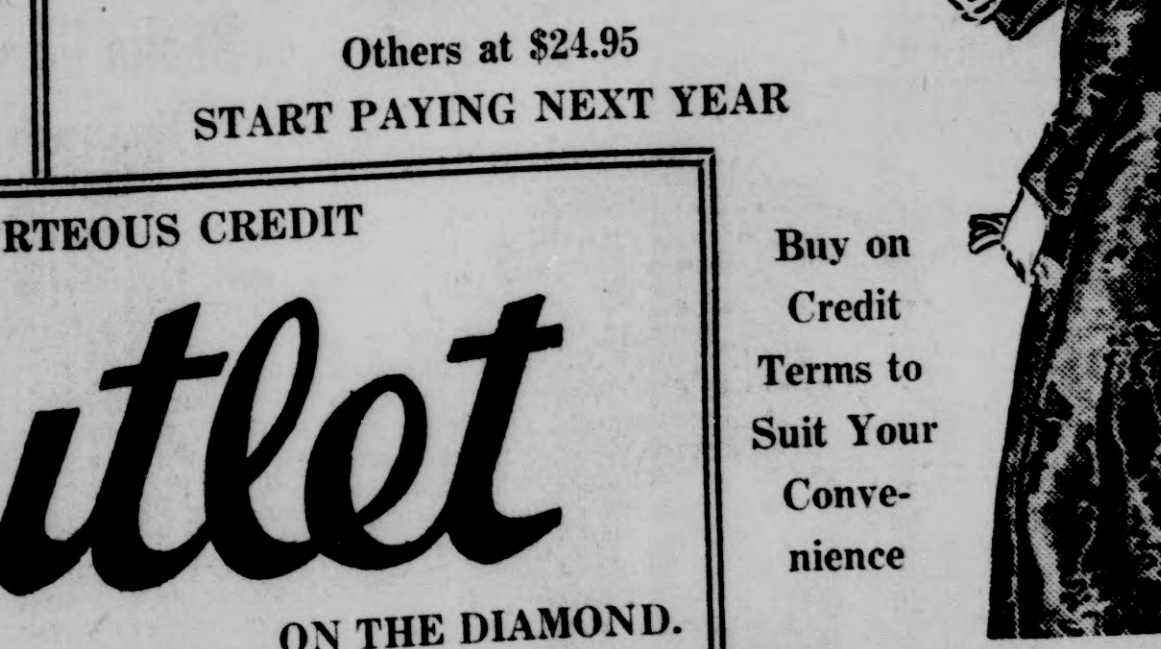 Others at $24.95
START PAYING NEXT YEAR
RTEOUS CREDIT
utlet
ON THE DIAMOND.
Buy on
Credit
Terms to
Suit Your
Conve-
nience